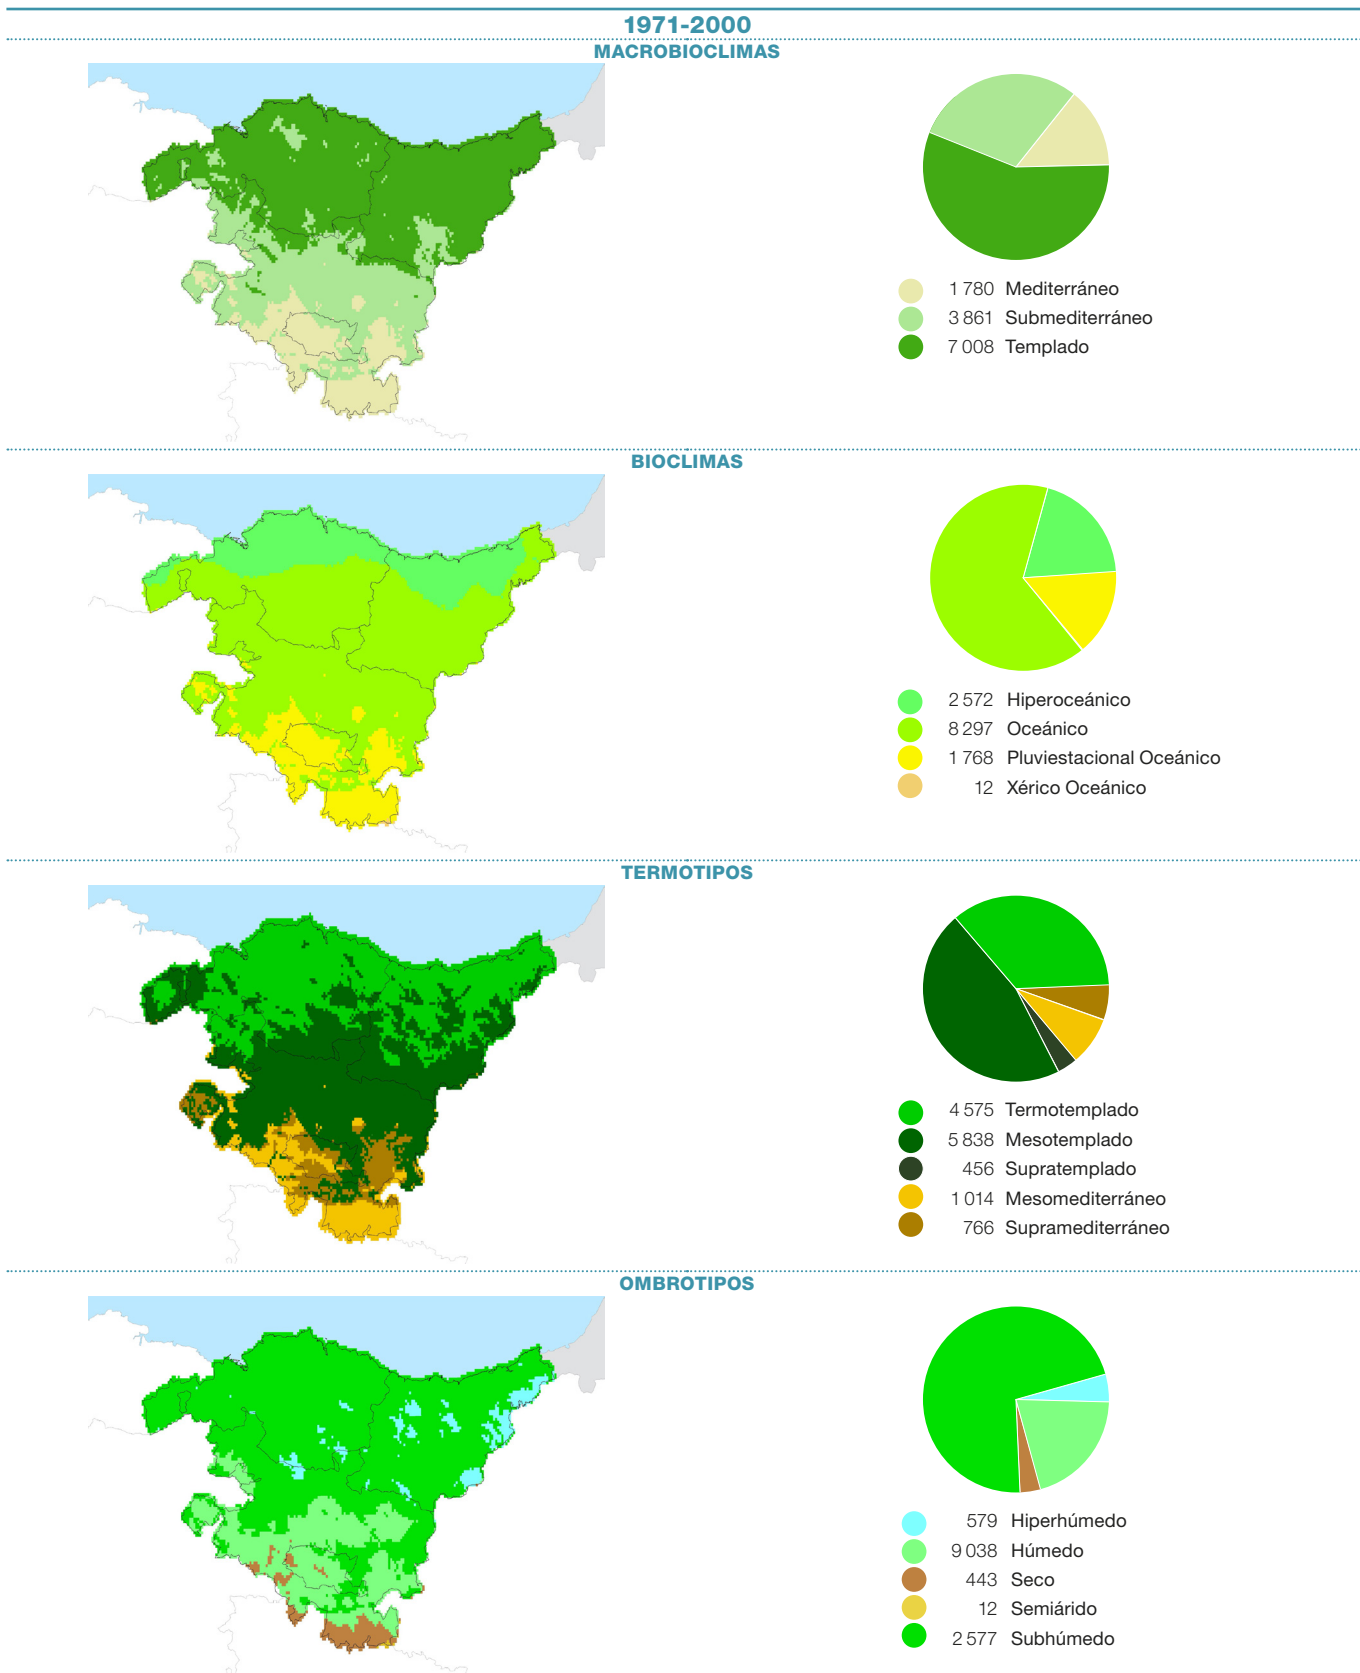 1971-2000
MACROBIOCLIMAS
1 780 Mediterráneo
3 861 Submediterráneo
7 008 Templado
BIOCLIMAS
2 572 Hiperoceánico
8 297 Oceánico
1 768 Pluviestacional Oceánico
12 Xérico Oceánico
TERMOTIPOS
4 575 Termotemplado
5 838 Mesotemplado
456 Supratemplado
1 014 Mesomediterráneo
766 Supramediterráneo
OMBROTIPOS
579 Hiperhúmedo
9 038 Húmedo
443 Seco
12 Semiárido
2 577 Subhúmedo